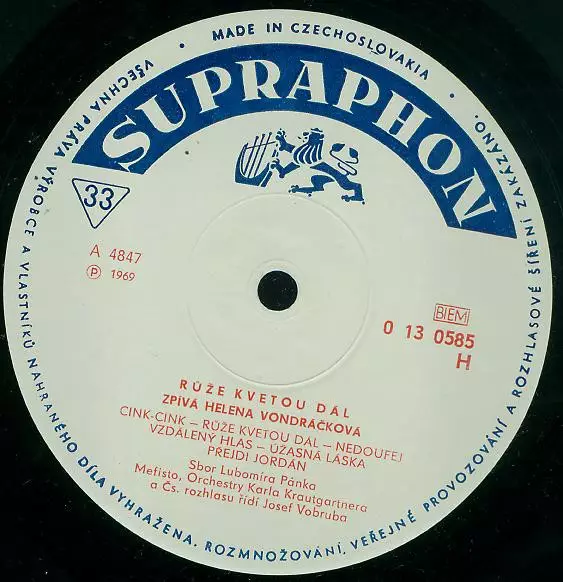 MADE IN CZECHOSLOVAKIA
SUPRAPHON
33
A 4847
Ⓟ 1969
BIEM
0 13 0585
H
RŮŽE KVETOU DÁL
ZPÍVÁ HELENA VONDRÁČKOVÁ
CINK-CINK – RŮŽE KVETOU DÁL – NEDOUFEJ
VZDÁLENÝ HLAS – ÚŽASNÁ LÁSKA
PŘEJDI JORDÁN
Sbor Lubomíra Pánka
Mefisto, Orchestry Karla Krautgartnera
a Čs. rozhlasu řídí Josef Vobruba
VŠECHNA PRÁVA VÝROBCE A VLASTNÍKŮ NAHRANÉHO DÍLA VYHRAŽENA. ROZMNOŽOVÁNÍ, VEŘEJNÉ PROVOZOVÁNÍ A ROZHLASOVÉ ŠÍŘENÍ ZAKÁZÁNO.